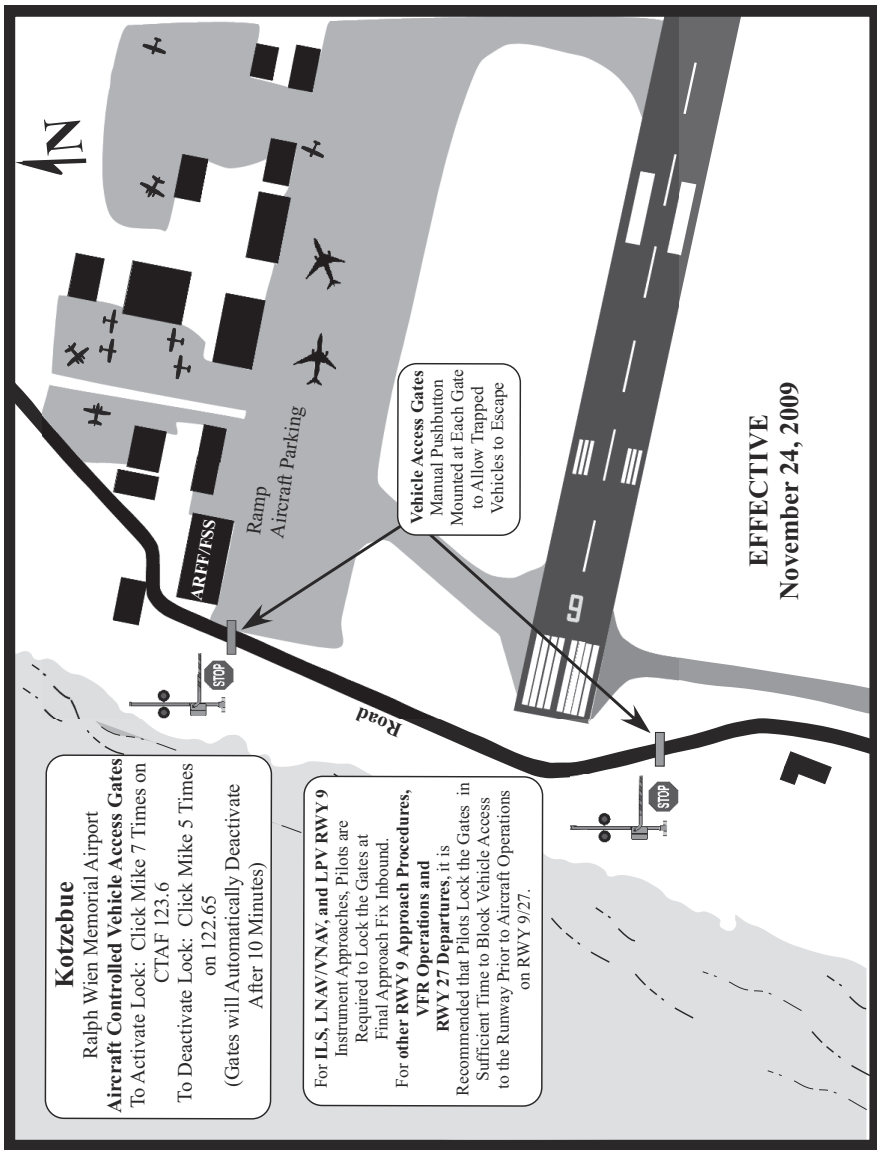 Kotzebue
Ralph Wien Memorial Airport
Aircraft Controlled Vehicle Access Gates
To Activate Lock: Click Mike 7 Times on
CTAF 123.6
To Deactivate Lock: Click Mike 5 Times
on 122.65
(Gates will Automatically Deactivate
After 10 Minutes)
For ILS, LNAV/VNAV, and LPV RWY 9
Instrument Approaches, Pilots are
Required to Lock the Gates at
Final Approach Fix Inbound.
For other RWY 9 Approach Procedures,
VFR Operations and
RWY 27 Departures, it is
Recommended that Pilots Lock the Gates in
Sufficient Time to Block Vehicle Access
to the Runway Prior to Aircraft Operations
on RWY 9/27.
STOP
STOP
Road
ARFF/FSS
Ramp
Aircraft Parking
Vehicle Access Gates
Manual Pushbutton
Mounted at Each Gate
to Allow Trapped
Vehicles to Escape
9
N
EFFECTIVE
November 24, 2009